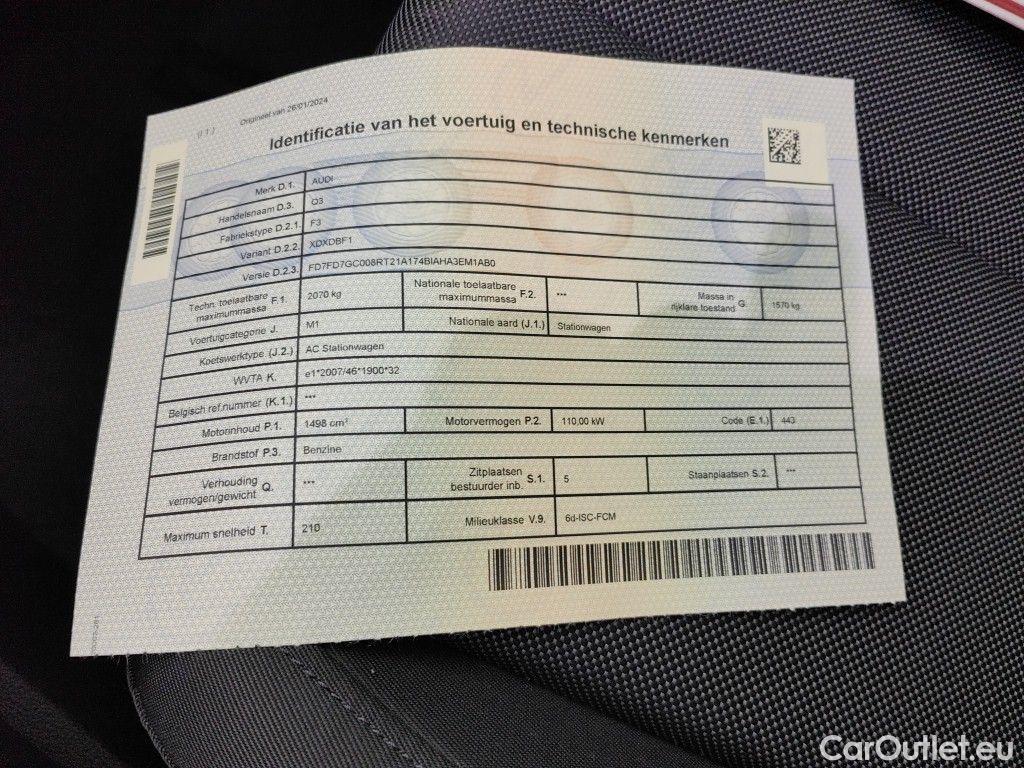 (I 1.)
Origineel van 26/01/2024
Identificatie van het voertuig en technische kenmerken
Merk D.1. AUDI
Handelsnaam D.3. Q3
Fabriekstype D.2.1. F3
Variant D.2.2. XDXDBF1
Versie D.2.3. FD7FD7GC008RT21A174BIAHA3EM1AB0
Techn. toelaatbare maximummassa F.1. 2070 kg Nationale toelaatbare maximummassa F.2. *** Massa in rijklare toestand G. 1570 kg
Voertuigcategorie J. M1 Nationale aard (J.1.) Stationwagen
Koetswerktype (J.2.) AC Stationwagen
WVTA K. e1*2007/46*1900*32
Belgisch ref.nummer (K.1.) ***
Motorinhoud P.1. 1498 cm³ Motorvermogen P.2. 110,00 kW Code (E.1.) 443
Brandstof P.3. Benzine
Verhouding vermogen/gewicht Q. *** Zitplaatsen bestuurder inb. S.1. 5 Staanplaatsen S.2. ***
Maximum snelheid T. 210 Milieuklasse V.9. 6d-ISC-FCM
CarOutlet.eu